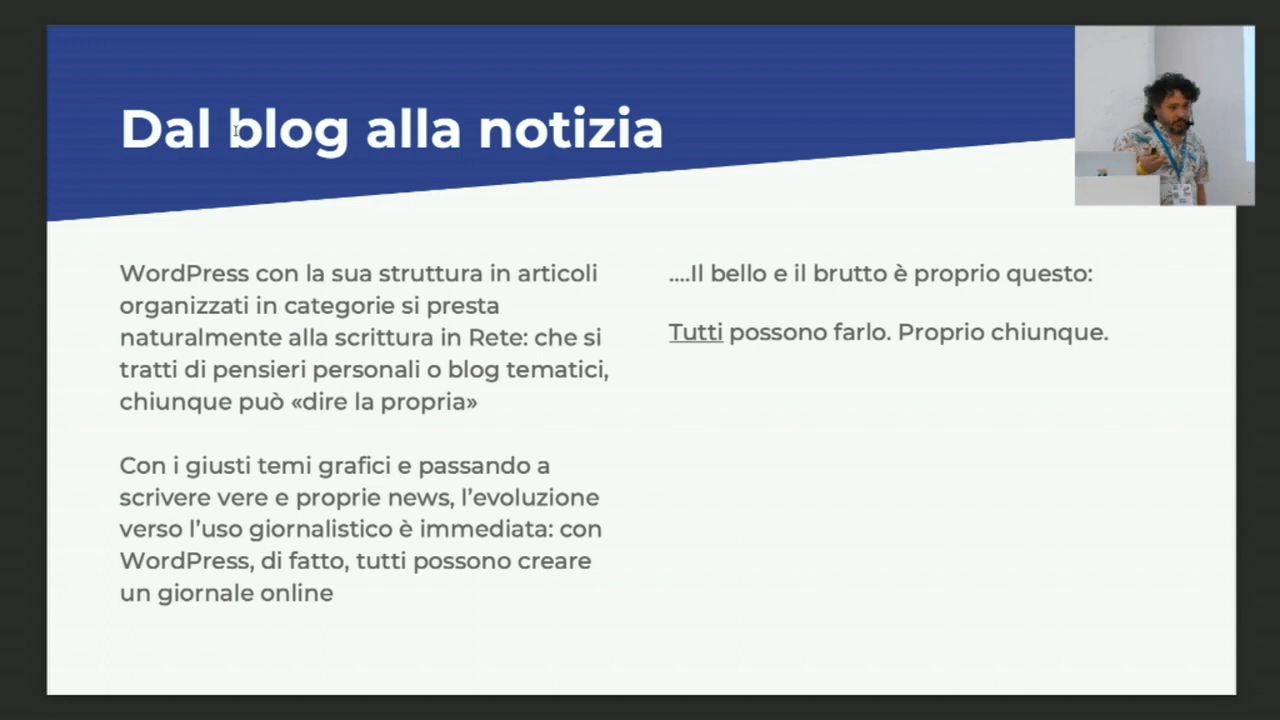 Dal blog alla notizia
WordPress con la sua struttura in articoli
organizzati in categorie si presta
naturalmente alla scrittura in Rete: che si
tratti di pensieri personali o blog tematici,
chiunque può «dire la propria»
Con i giusti temi grafici e passando a
scrivere vere e proprie news, l’evoluzione
verso l’uso giornalistico è immediata: con
WordPress, di fatto, tutti possono creare
un giornale online
....Il bello e il brutto è proprio questo:
Tutti possono farlo. Proprio chiunque.